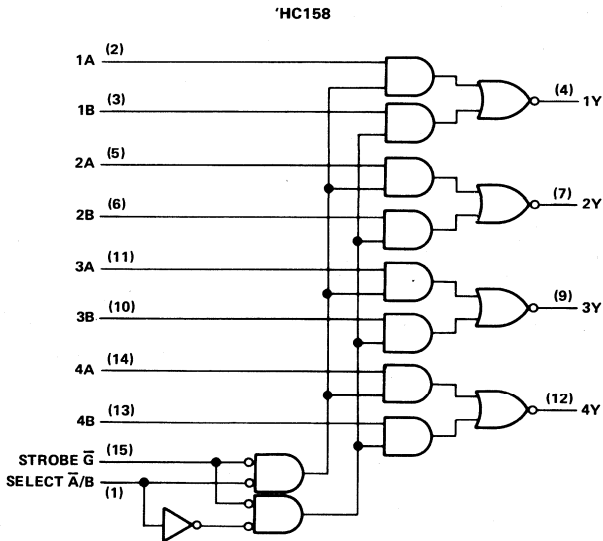 'HC158
1A (2)
1B (3)
(4) 1Y
2A (5)
2B (6)
(7) 2Y
3A (11)
3B (10)
(9) 3Y
4A (14)
4B (13)
(12) 4Y
STROBE G̅ (15)
SELECT A̅/B (1)